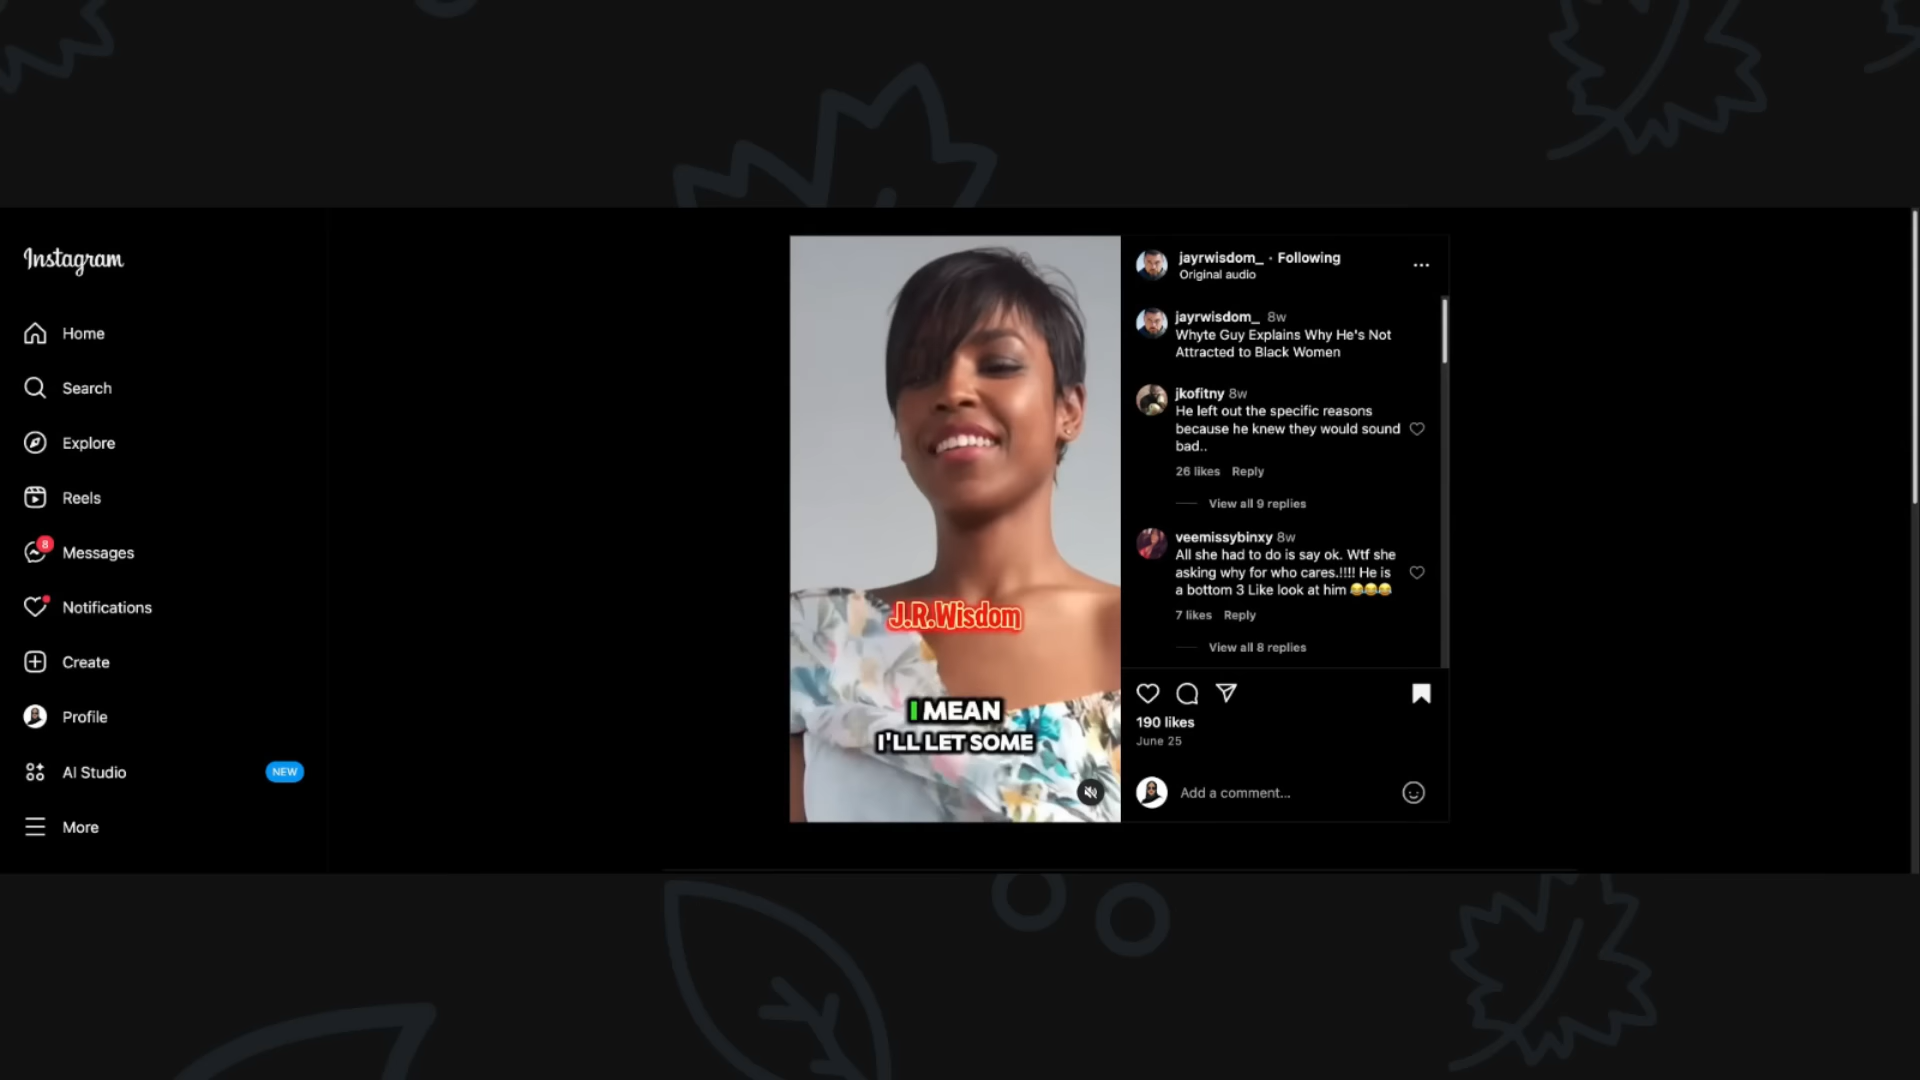 Instagram
Home
Search
Explore
Reels
8
Messages
Notifications
Create
Profile
AI Studio
NEW
More
J.R.Wisdom
I MEAN
I'LL LET SOME
jayrwisdom_ • Following
Original audio
jayrwisdom_ 8w
Whyte Guy Explains Why He's Not
Attracted to Black Women
jkofitny 8w
He left out the specific reasons
because he knew they would sound
bad..
26 likes Reply
View all 9 replies
veemissybinxy 8w
All she had to do is say ok. Wtf she
asking why for who cares.!!!! He is
a bottom 3 Like look at him 😂😂😂
7 likes Reply
View all 8 replies
190 likes
June 25
Add a comment...